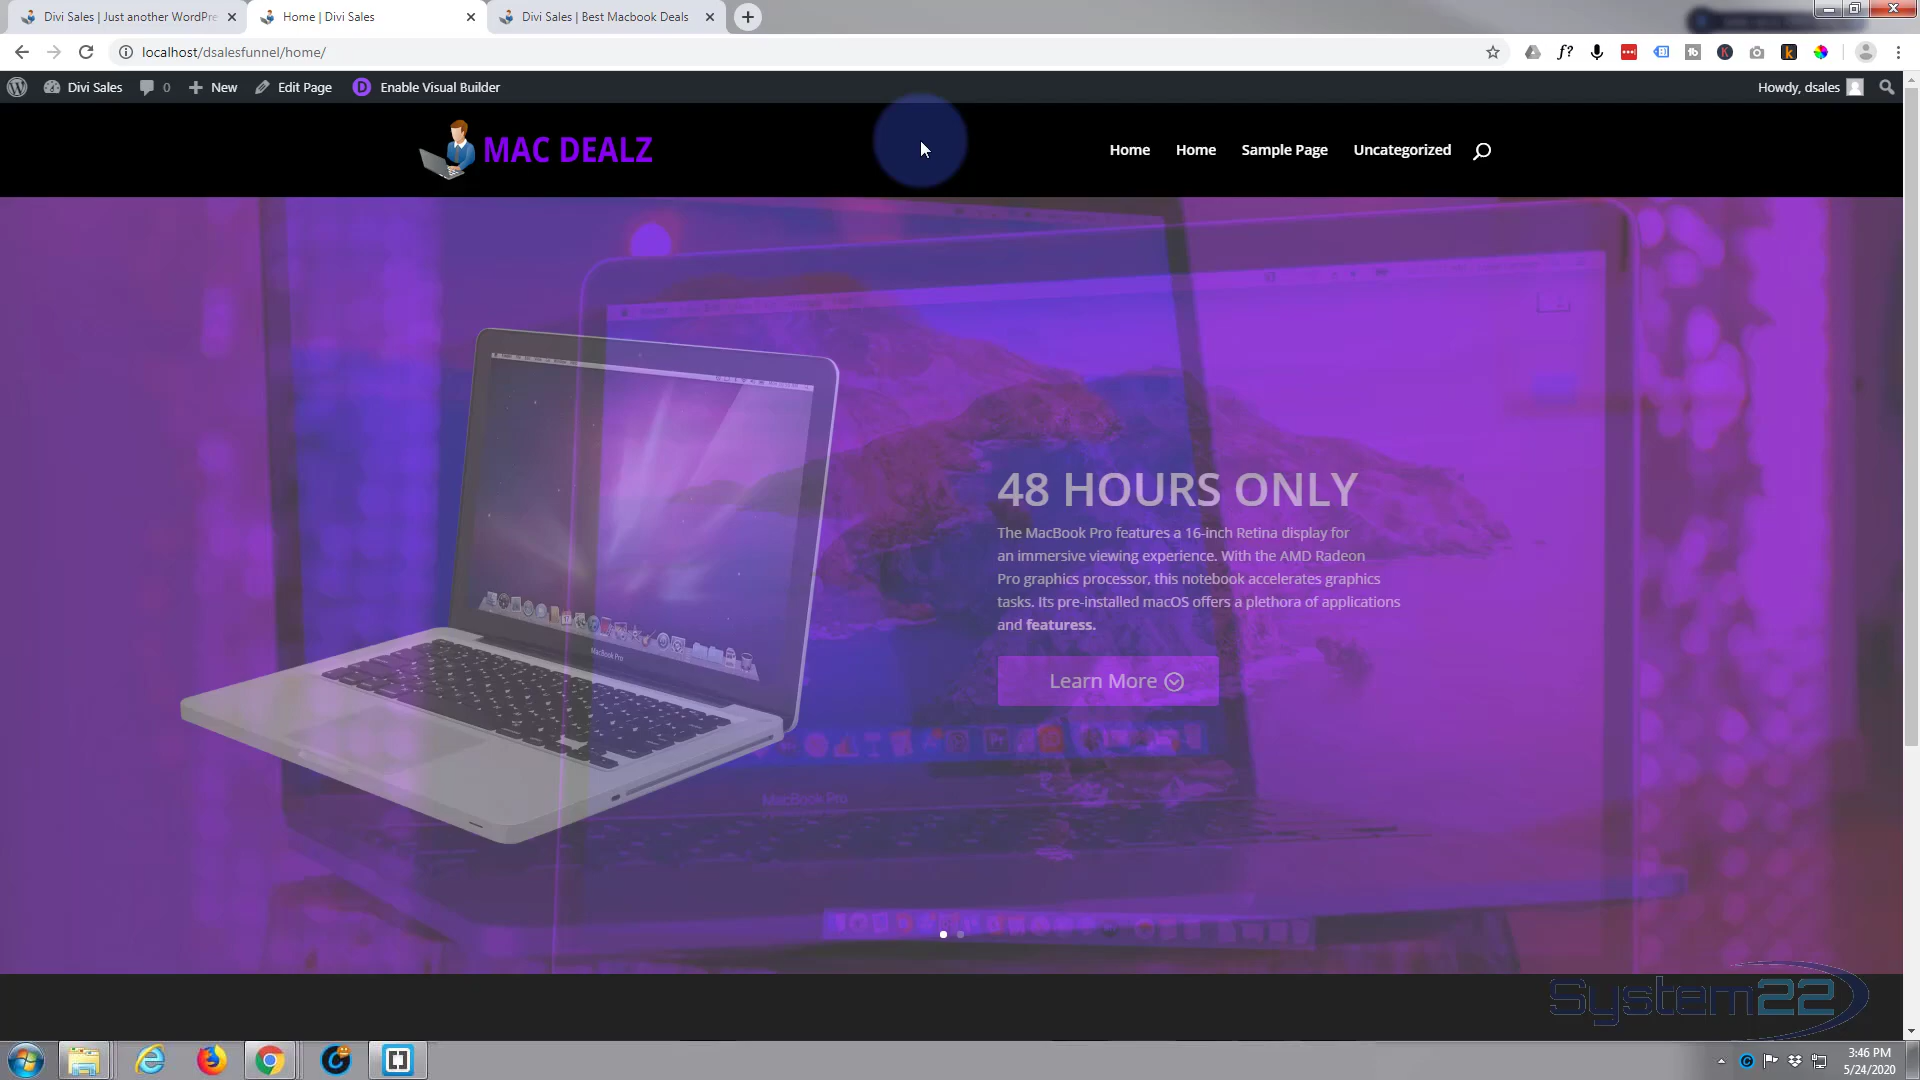 Divi Sales | Just another WordPre
Home | Divi Sales
Divi Sales | Best Macbook Deals
localhost/dsalesfunnel/home/
Divi Sales
0
New
Edit Page
Enable Visual Builder
Howdy, dsales
MAC DEALZ
Home
Home
Sample Page
Uncategorized
48 HOURS ONLY
The MacBook Pro features a 16-inch Retina display for
an immersive viewing experience. With the AMD Radeon
Pro graphics processor, this notebook accelerates graphics
tasks. Its pre-installed macOS offers a plethora of applications
and featuress.
Learn More
MacBook Pro
MacBook Pro
System22
3:46 PM
5/24/2020